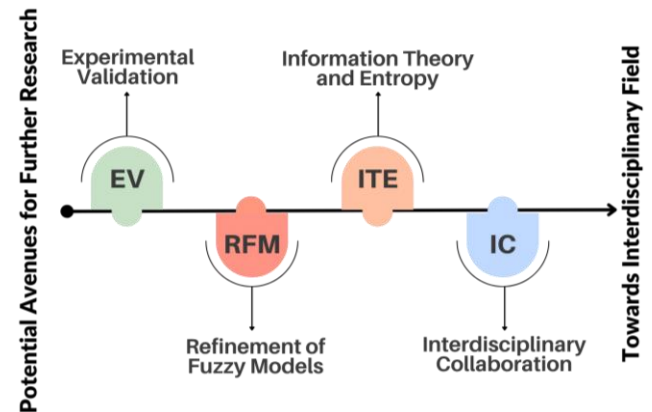 Potential Avenues for Further Research
Experimental
Validation
EV
RFM
Refinement of
Fuzzy Models
Information Theory
and Entropy
ITE
IC
Interdisciplinary
Collaboration
Towards Interdisciplinary Field